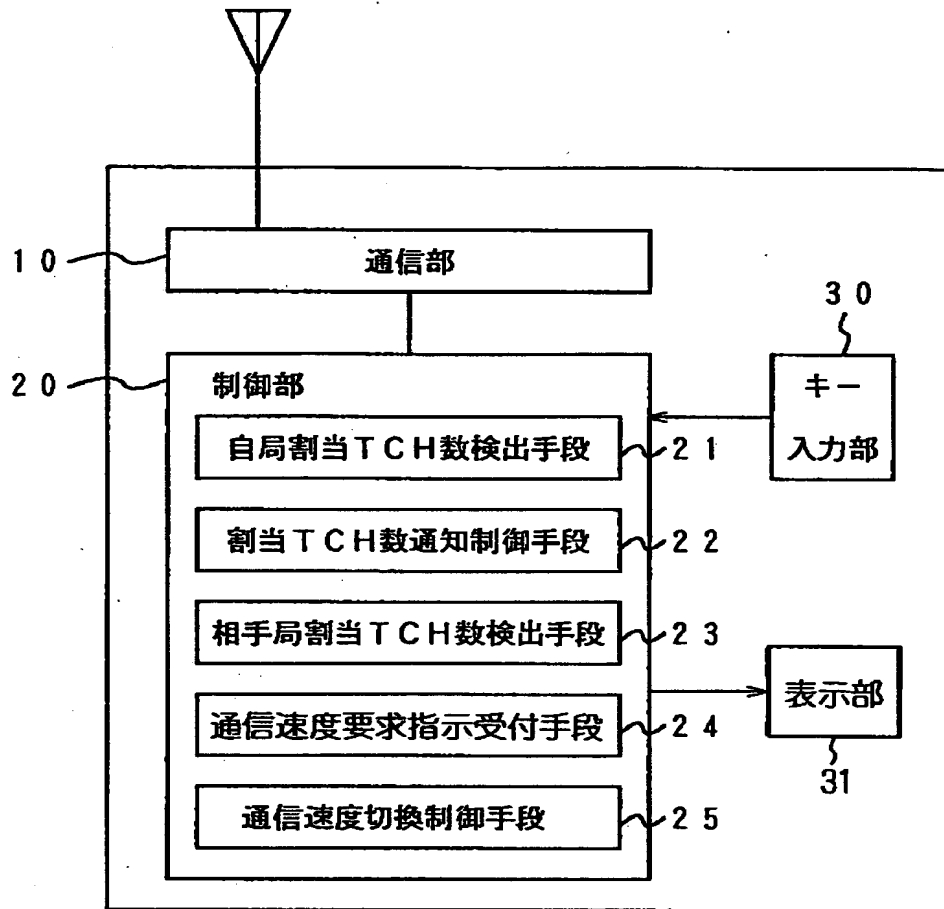 10
通信部
30
キー
入力部
20
制御部
自局割当TCH数検出手段
21
割当TCH数通知制御手段
22
相手局割当TCH数検出手段
23
通信速度要求指示受付手段
24
通信速度切換制御手段
25
表示部
31